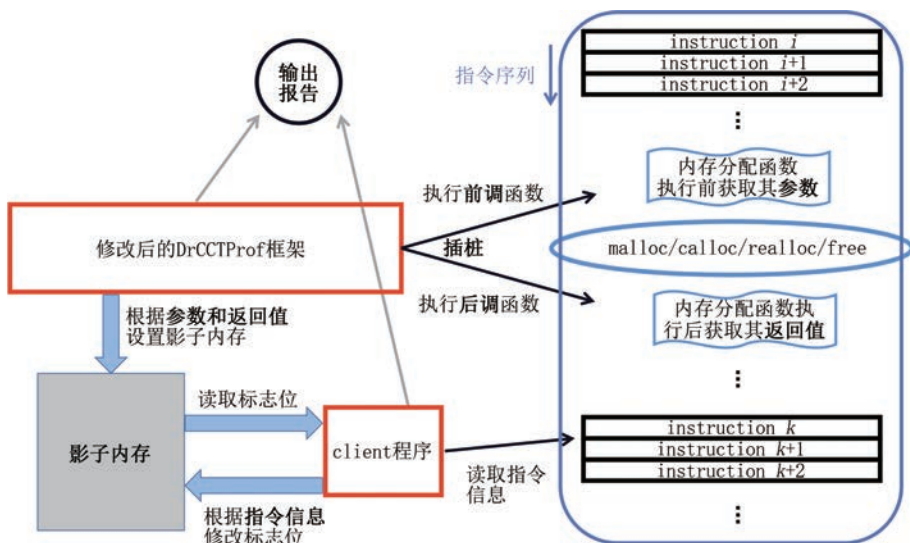 输出
报告
修改后的DrCCTProf框架
根据参数和返回值
设置影子内存
影子内存
读取标志位
根据指令信息
修改标志位
client程序
执行前调函数
插桩
执行后调函数
读取指令
信息
指令序列
instruction i
instruction i+1
instruction i+2
⋮
内存分配函数
执行前获取其参数
malloc/calloc/realloc/free
内存分配函数执
行后获取其返回值
⋮
instruction k
instruction k+1
instruction k+2
⋮